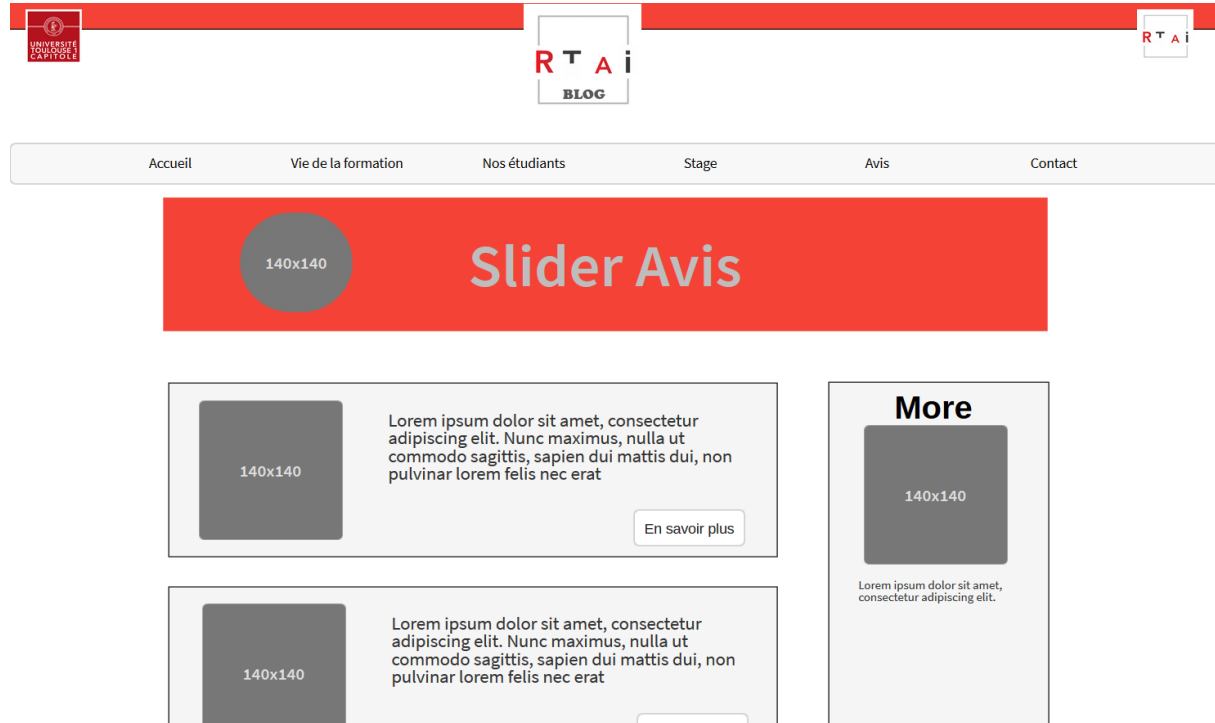 UNIVERSITÉ
TOULOUSE 1
CAPITOLE
R T A i
BLOG
R T A i
Accueil Vie de la formation Nos étudiants Stage Avis Contact
140x140
Slider Avis
140x140
Lorem ipsum dolor sit amet, consectetur
adipiscing elit. Nunc maximus, nulla ut
commodo sagittis, sapien dui mattis dui, non
pulvinar lorem felis nec erat
En savoir plus
More
140x140
Lorem ipsum dolor sit amet,
consectetur adipiscing elit.
140x140
Lorem ipsum dolor sit amet, consectetur
adipiscing elit. Nunc maximus, nulla ut
commodo sagittis, sapien dui mattis dui, non
pulvinar lorem felis nec erat